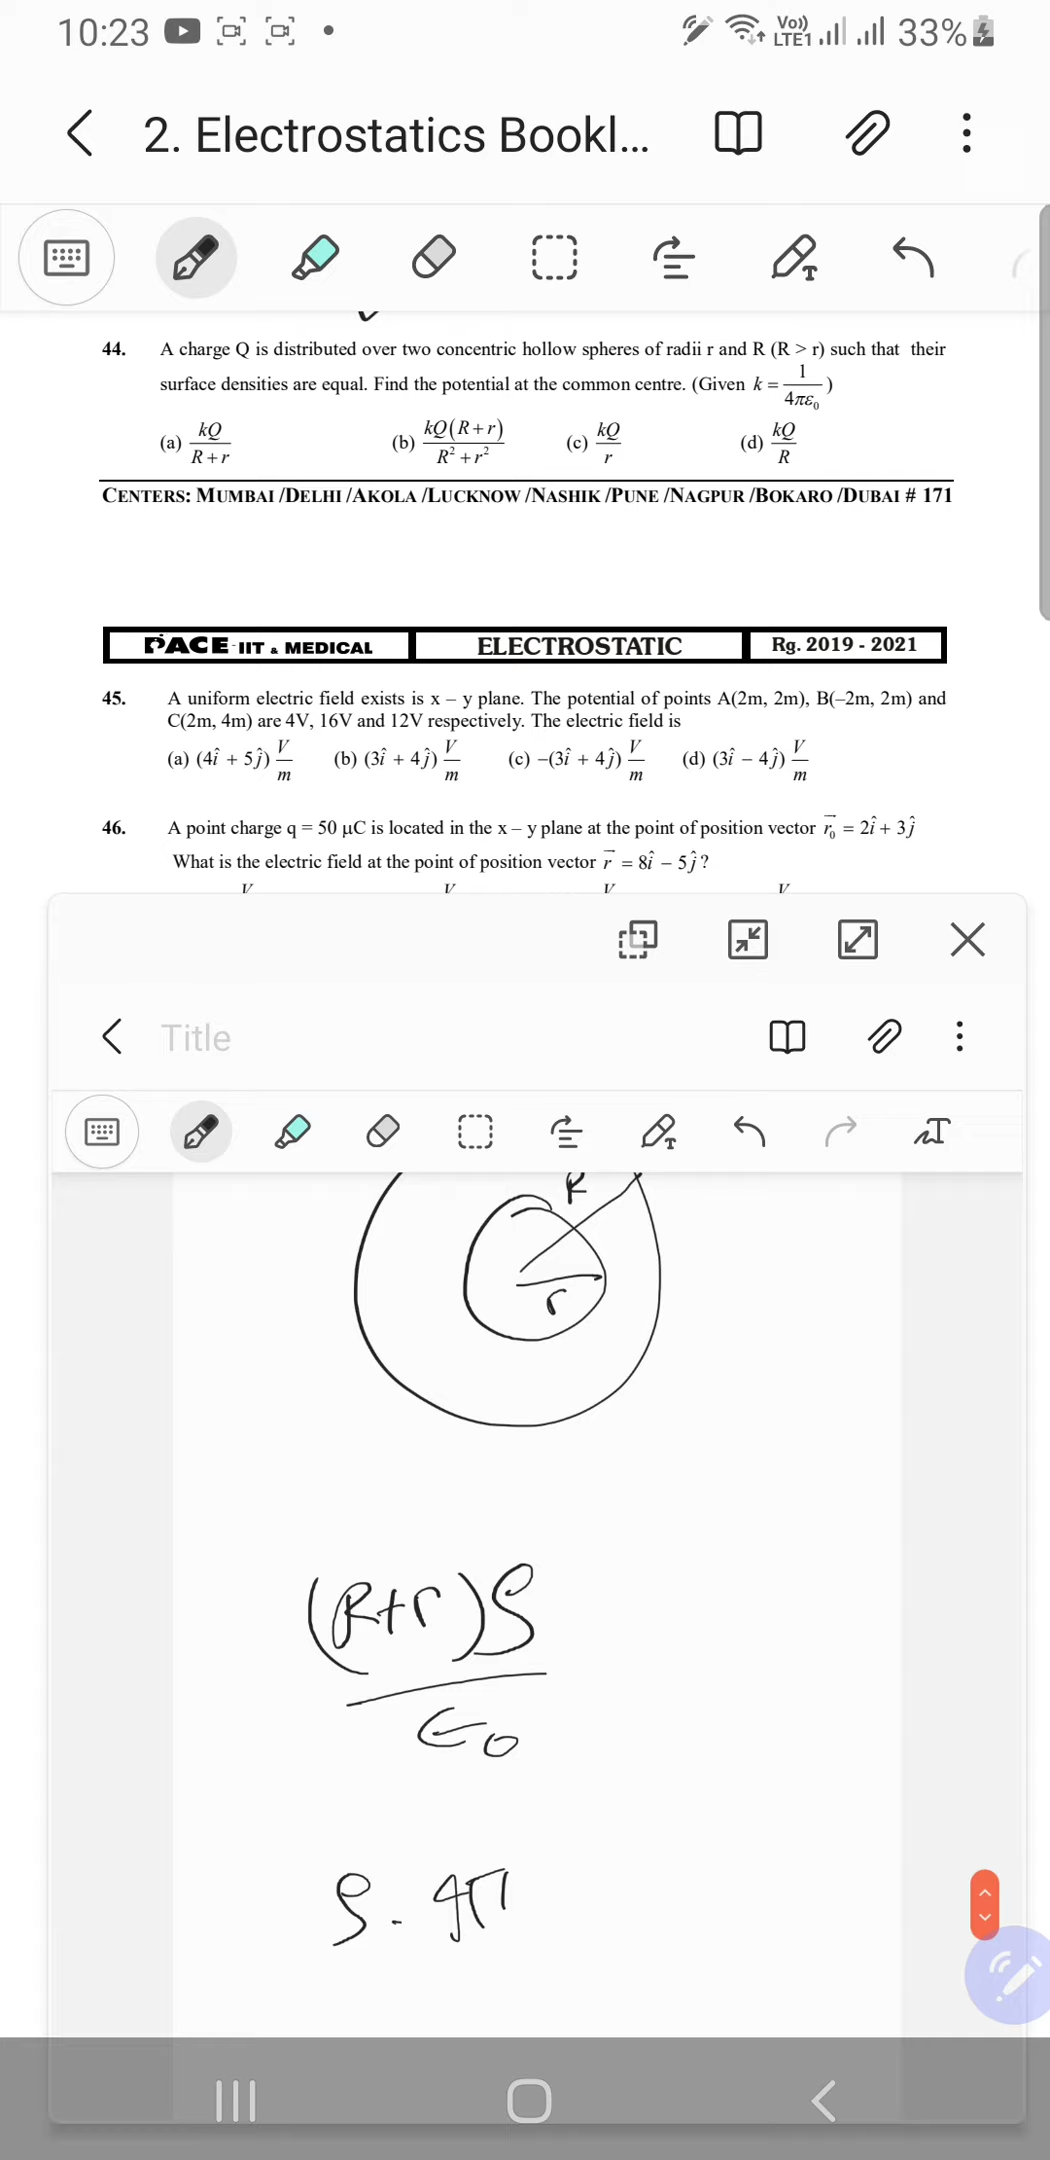 10:23 Vo)) LTE1 33%
2. Electrostatics Bookl...
44. A charge Q is distributed over two concentric hollow spheres of radii r and R (R > r) such that their
surface densities are equal. Find the potential at the common centre. (Given k = 1/4πε₀ )
(a) kQ/R+r (b) kQ(R+r)/R²+r² (c) kQ/r (d) kQ/R
CENTERS: MUMBAI /DELHI /AKOLA /LUCKNOW /NASHIK /PUNE /NAGPUR /BOKARO /DUBAI # 171
PACE IIT & MEDICAL ELECTROSTATIC Rg. 2019 - 2021
45. A uniform electric field exists is x – y plane. The potential of points A(2m, 2m), B(–2m, 2m) and
C(2m, 4m) are 4V, 16V and 12V respectively. The electric field is
(a) (4î + 5ĵ) V/m (b) (3î + 4ĵ) V/m (c) –(3î + 4ĵ) V/m (d) (3î – 4ĵ) V/m
46. A point charge q = 50 μC is located in the x – y plane at the point of position vector r₀⃗ = 2î + 3ĵ
What is the electric field at the point of position vector r⃗ = 8î – 5ĵ?
V V V V
Title
R
r
(R+r)S
ε₀
S. 4π